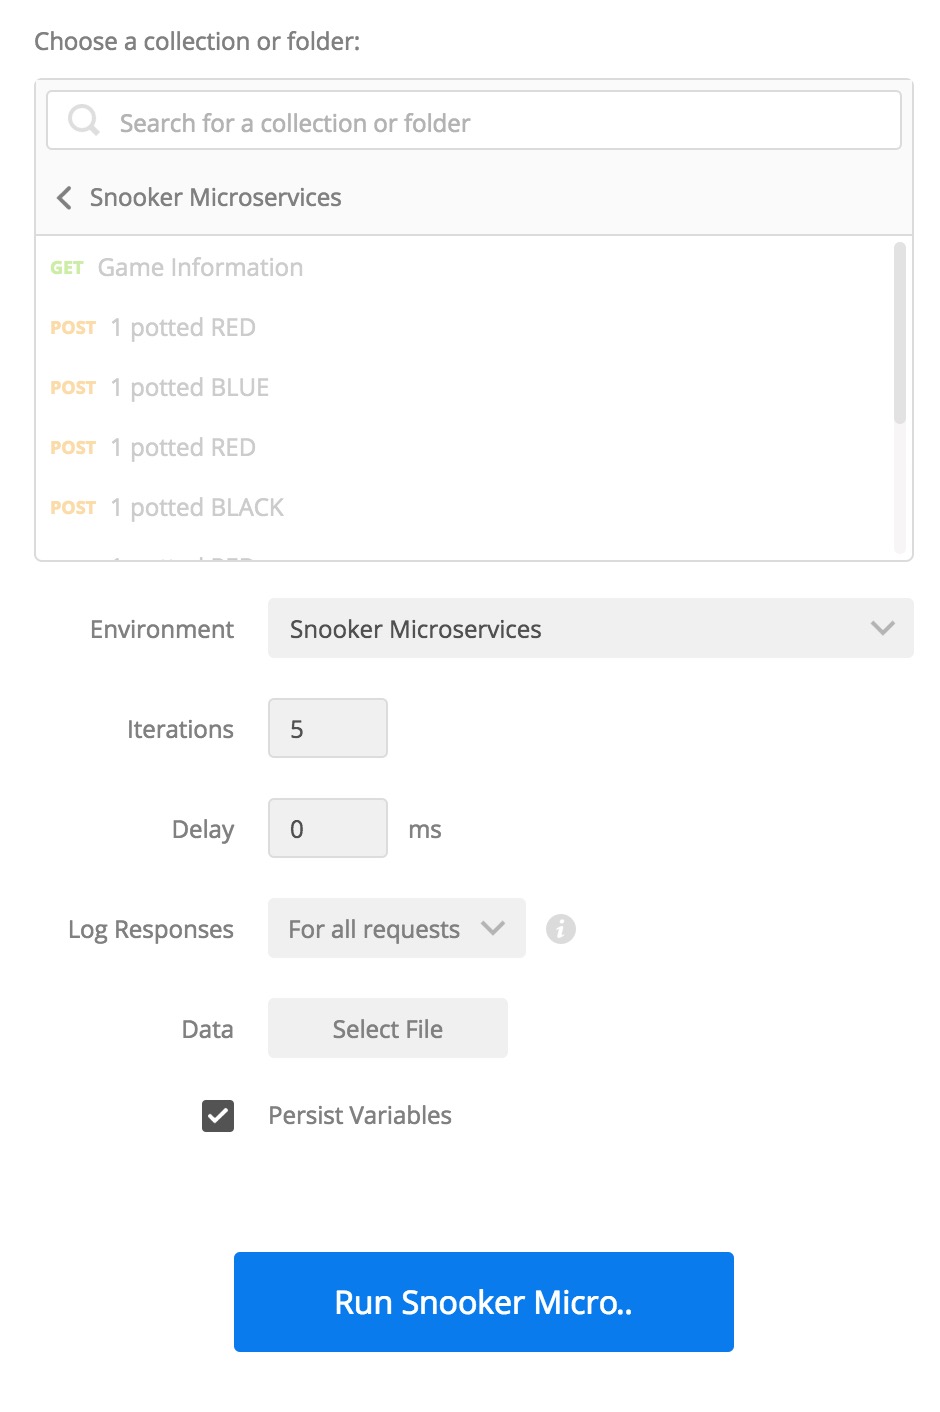 Choose a collection or folder:
Search for a collection or folder
Snooker Microservices
GET Game Information
POST 1 potted RED
POST 1 potted BLUE
POST 1 potted RED
POST 1 potted BLACK
Environment Snooker Microservices
Iterations 5
Delay 0 ms
Log Responses For all requests
Data Select File
Persist Variables
Run Snooker Micro..